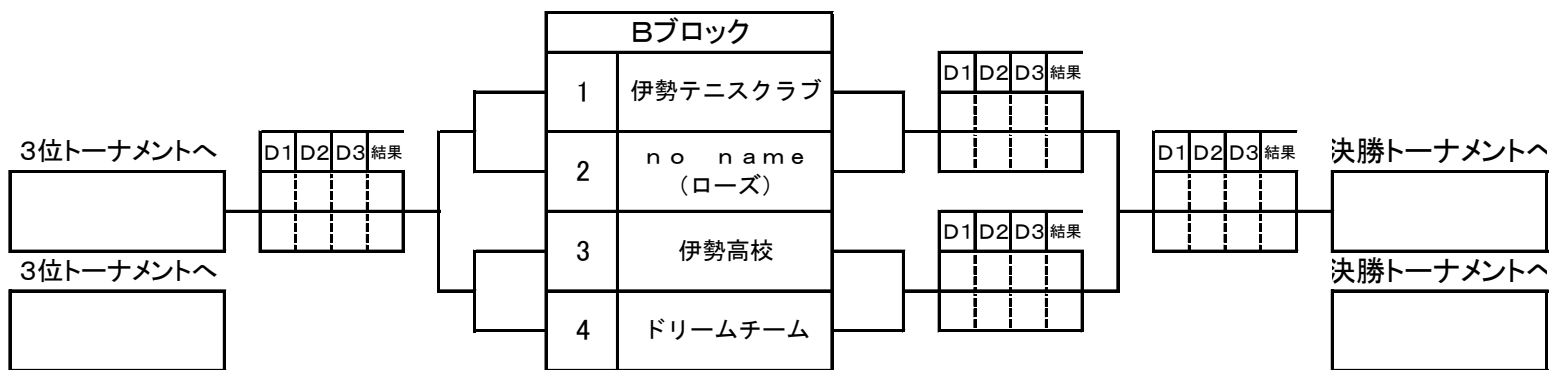 Bブロック
1 伊勢テニスクラブ
2 no name
(ローズ)
3 伊勢高校
4 ドリームチーム
3位トーナメントへ
3位トーナメントへ
D1 D2 D3 結果
D1 D2 D3 結果
D1 D2 D3 結果
D1 D2 D3 結果
決勝トーナメントへ
決勝トーナメントへ